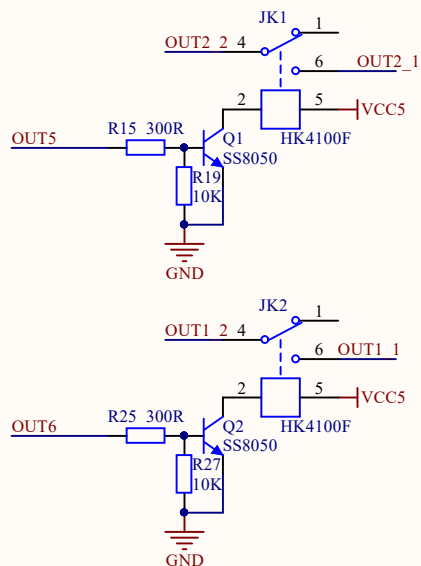 JK1
1
OUT2_2 4
6 OUT2_1
2 5 VCC5
HK4100F
OUT5 R15 300R Q1
SS8050
R19
10K
GND
JK2
1
OUT1_2 4
6 OUT1_1
2 5 VCC5
HK4100F
OUT6 R25 300R Q2
SS8050
R27
10K
GND